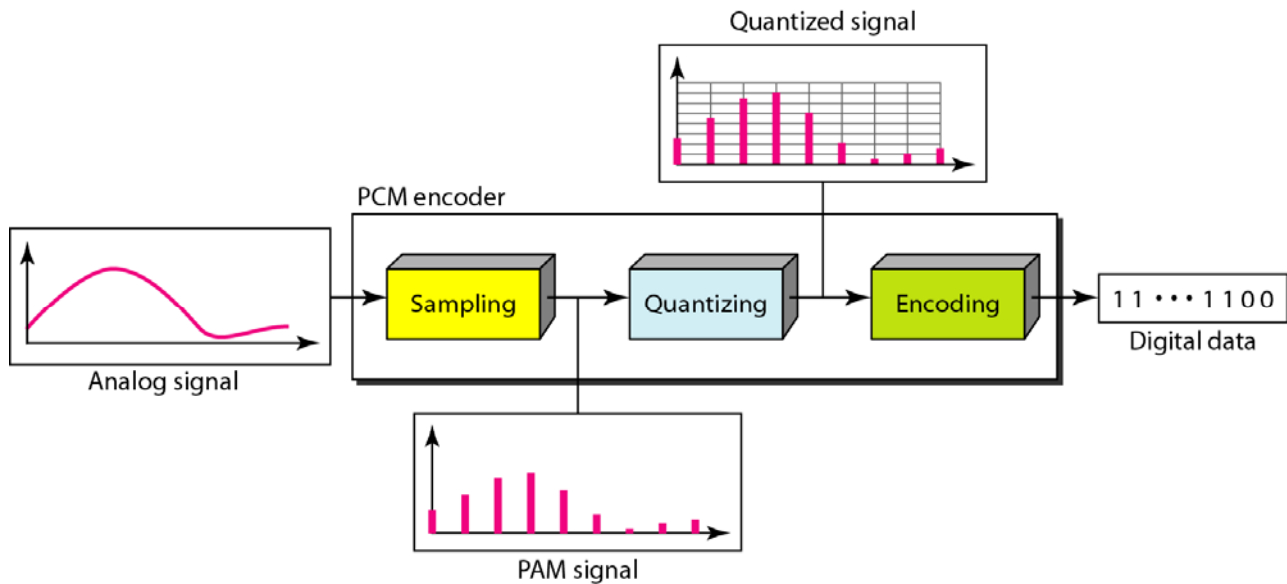 Quantized signal
PCM encoder
Sampling
Quantizing
Encoding
11•••1100
Digital data
Analog signal
PAM signal